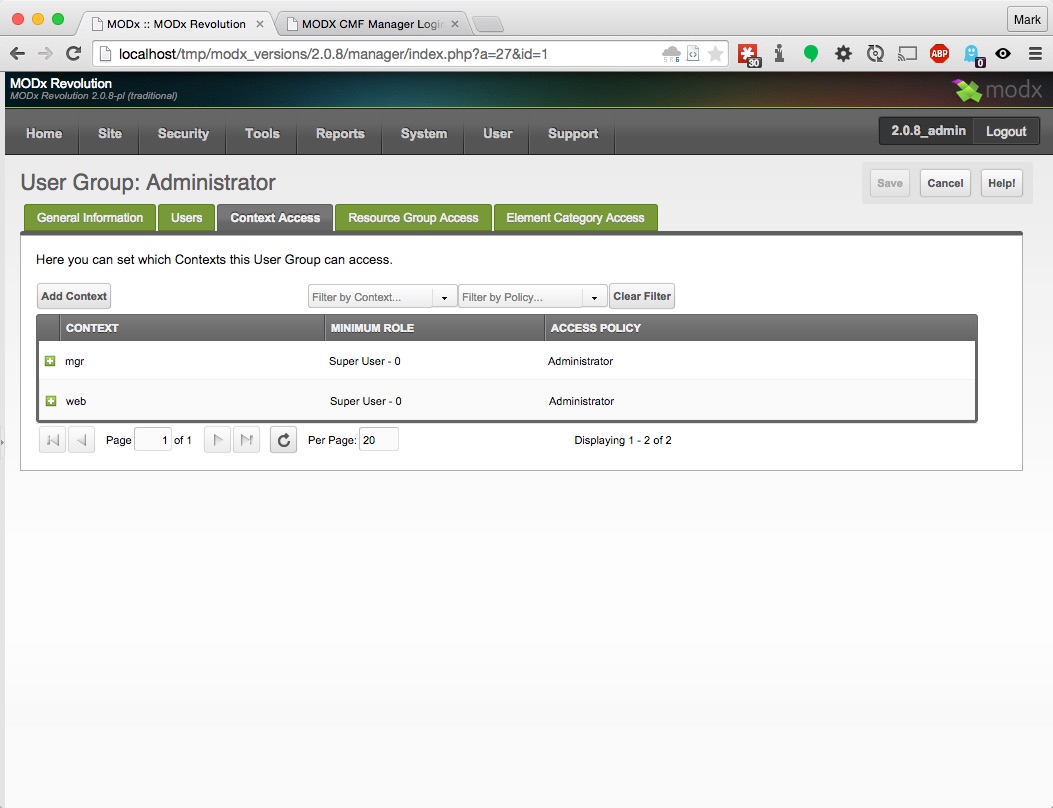 MODx :: MODx Revolution
MODX CMF Manager Logi
Mark
localhost/tmp/modx_versions/2.0.8/manager/index.php?a=27&id=1
30
ABP
0
MODx Revolution
MODx Revolution 2.0.8-pl (traditional)
modx
Home Site Security Tools Reports System User Support
2.0.8_admin Logout
User Group: Administrator
Save Cancel Help!
General Information Users Context Access Resource Group Access Element Category Access
Here you can set which Contexts this User Group can access.
Add Context Filter by Context... Filter by Policy... Clear Filter
CONTEXT MINIMUM ROLE ACCESS POLICY
mgr Super User - 0 Administrator
web Super User - 0 Administrator
Page 1 of 1 Per Page: 20 Displaying 1 - 2 of 2